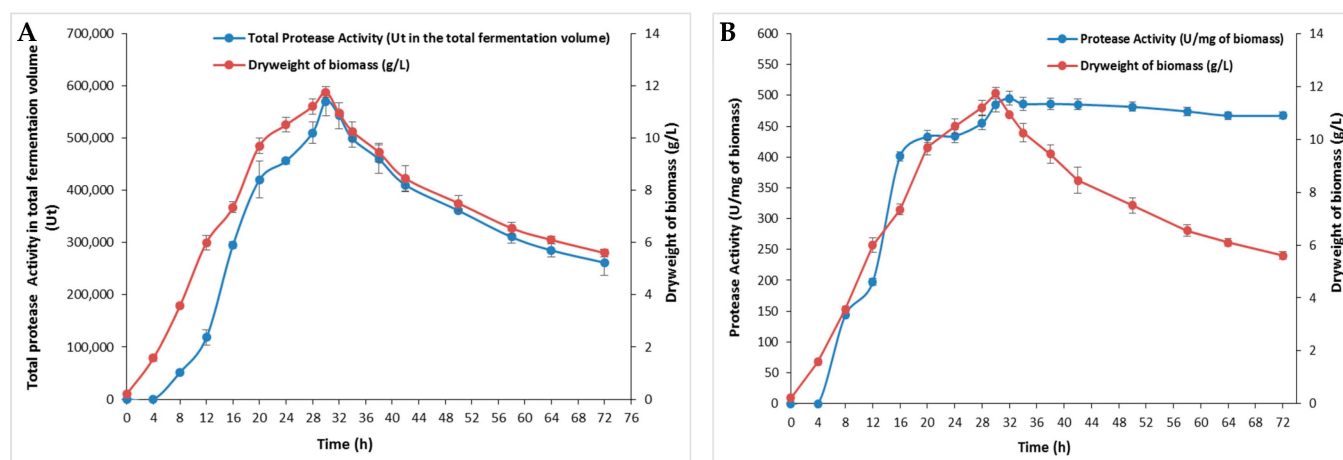 A
Total protease Activity in total fermentaion volume
(Ut)
700,000
600,000
500,000
400,000
300,000
200,000
100,000
0
Total Protease Activity (Ut in the total fermentation volume)
Dryweight of biomass (g/L)
14
12
10
8
6
4
2
0
Dryweight of biomass (g/L)
0 4 8 12 16 20 24 28 32 36 40 44 48 52 56 60 64 68 72 76
Time (h)
B
Protease Activity (U/mg of biomass)
600
550
500
450
400
350
300
250
200
150
100
50
0
Protease Activity (U/mg of biomass)
Dryweight of biomass (g/L)
14
12
10
8
6
4
2
0
Dryweight of biomass (g/L)
0 4 8 12 16 20 24 28 32 36 40 44 48 52 56 60 64 68 72
Time (h)